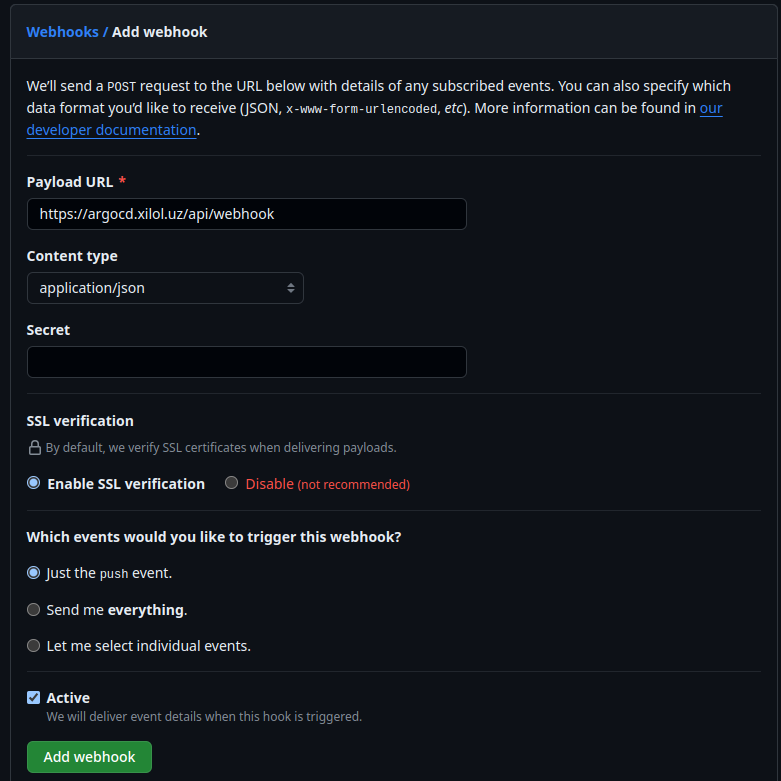 Webhooks / Add webhook
We’ll send a POST request to the URL below with details of any subscribed events. You can also specify which
data format you’d like to receive (JSON, x-www-form-urlencoded, etc). More information can be found in our
developer documentation.
Payload URL *
https://argocd.xilol.uz/api/webhook
Content type
application/json
Secret
SSL verification
By default, we verify SSL certificates when delivering payloads.
Enable SSL verification Disable (not recommended)
Which events would you like to trigger this webhook?
Just the push event.
Send me everything.
Let me select individual events.
Active
We will deliver event details when this hook is triggered.
Add webhook